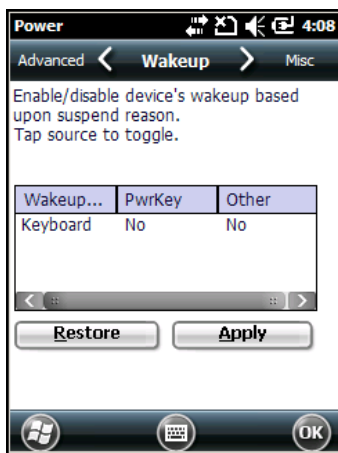 Power 4:08
Advanced Wakeup Misc
Enable/disable device's wakeup based
upon suspend reason.
Tap source to toggle.
Wakeup... PwrKey Other
Keyboard No No
Restore Apply
OK